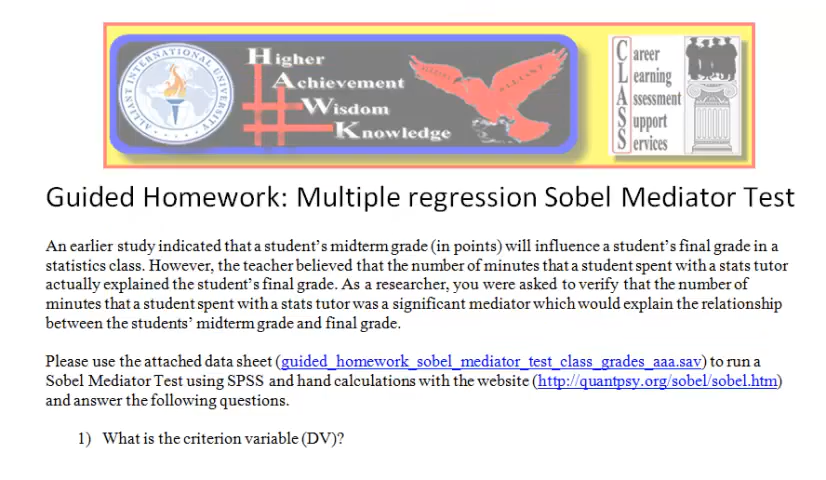 ALLIANT INTERNATIONAL UNIVERSITY
Higher
Achievement
Wisdom
Knowledge
Career
Learning
Assessment
Support
Services
Guided Homework: Multiple regression Sobel Mediator Test
An earlier study indicated that a student's midterm grade (in points) will influence a student's final grade in a
statistics class. However, the teacher believed that the number of minutes that a student spent with a stats tutor
actually explained the student's final grade. As a researcher, you were asked to verify that the number of
minutes that a student spent with a stats tutor was a significant mediator which would explain the relationship
between the students' midterm grade and final grade.
Please use the attached data sheet (guided_homework_sobel_mediator_test_class_grades_aaa.sav) to run a
Sobel Mediator Test using SPSS and hand calculations with the website (http://quantpsy.org/sobel/sobel.htm)
and answer the following questions.
1) What is the criterion variable (DV)?